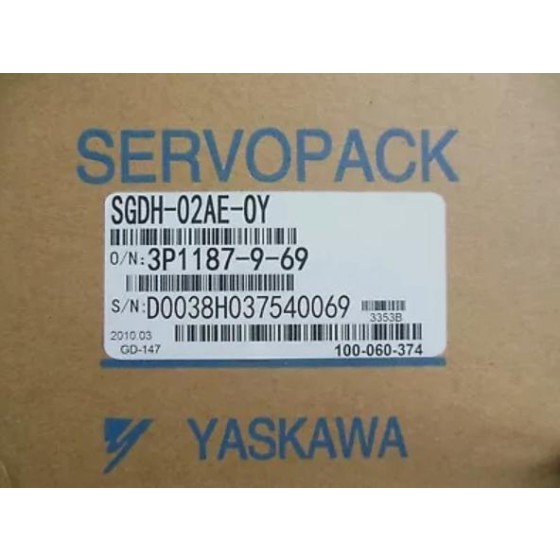 SERVOPACK
SGDH-02AE-0Y
O/N: 3P1187-9-69
S/N: D0038H037540069 3353B
2010.03
GD-147 100-060-374
YASKAWA